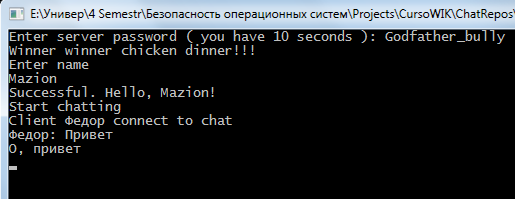 E:\Универ\4 Semestr\Безопасность операционных систем\Projects\CursoWIK\ChatRepos\
Enter server password ( you have 10 seconds ): Godfather_bully
Winner winner chicken dinner!!!
Enter name
Mazion
Successful. Hello, Mazion!
Start chatting
Client Федор connect to chat
Федор: Привет
О, привет